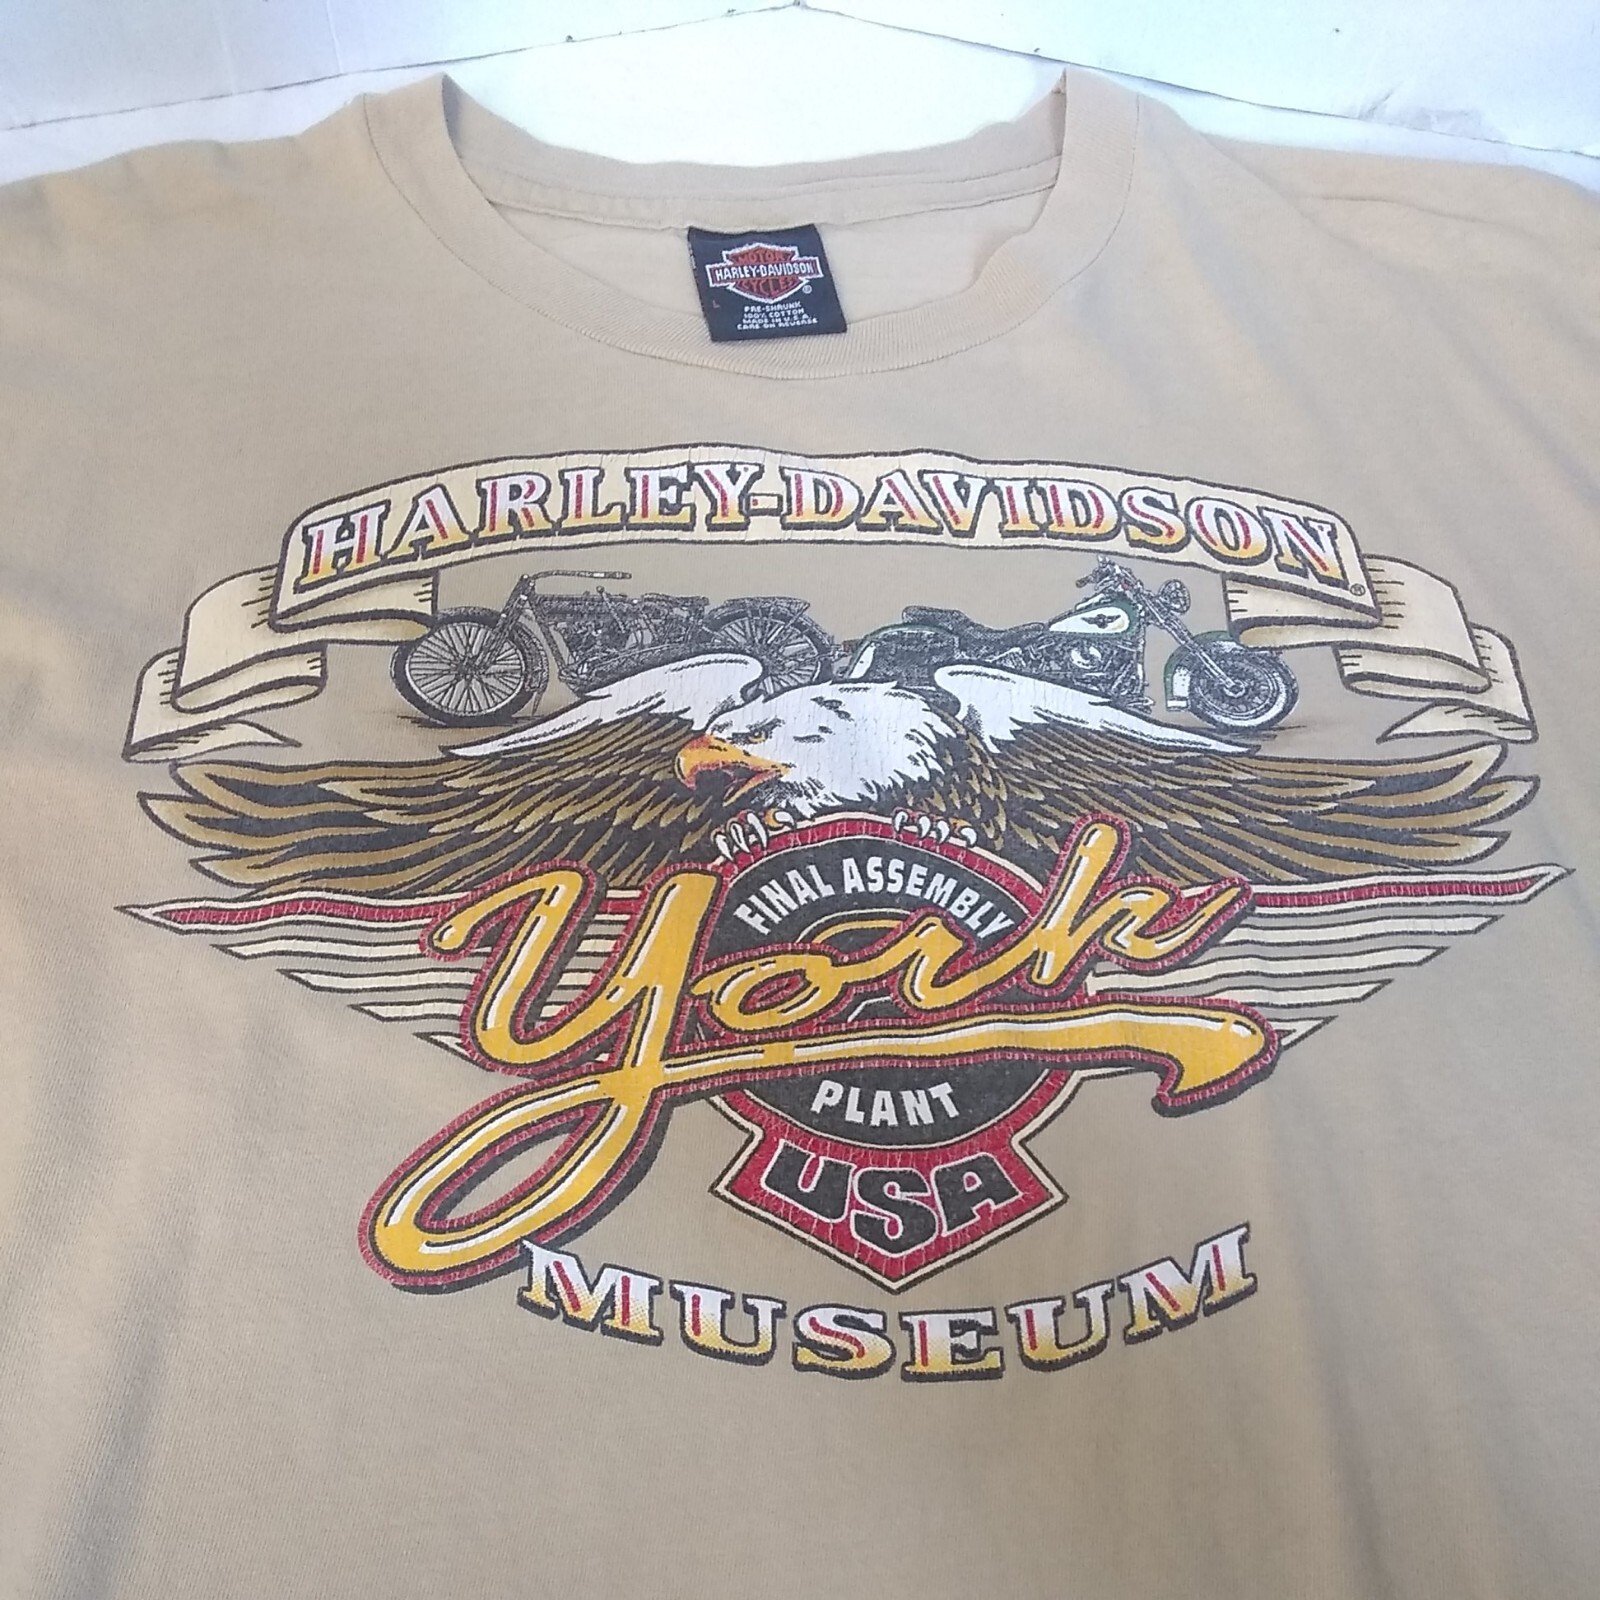 MOTOR
HARLEY-DAVIDSON
CYCLES
®
L
PRE-SHRUNK
100% COTTON
MADE IN U.S.A.
CARE ON REVERSE
HARLEY-DAVIDSON
®
FINAL ASSEMBLY
York
PLANT
USA
MUSEUM